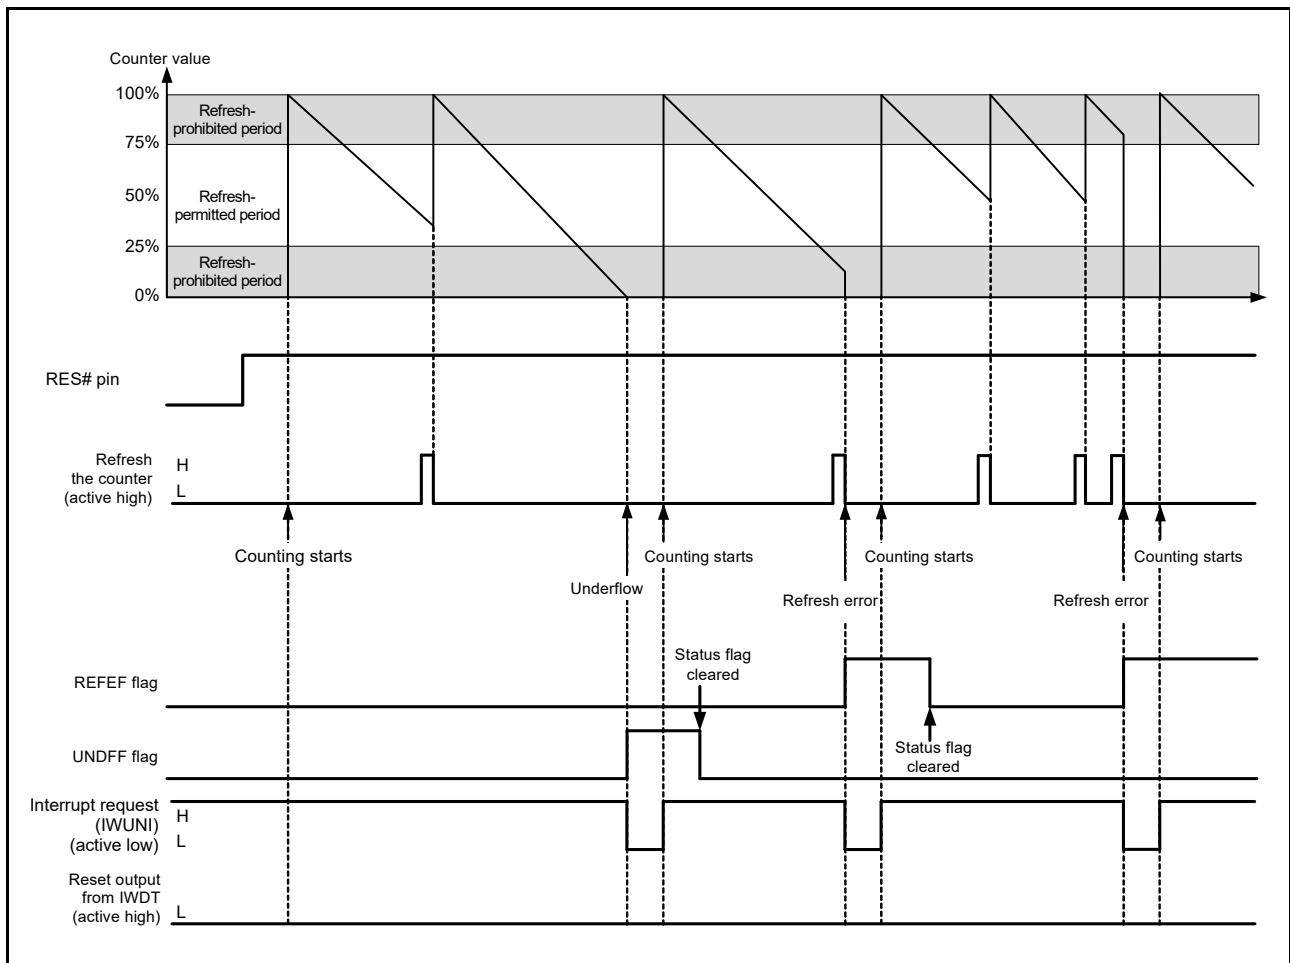 Counter value
100%
Refresh-
prohibited period
75%
50%
Refresh-
permitted period
25%
Refresh-
prohibited period
0%
RES# pin
Refresh
the counter
(active high)
H
L
Counting starts
Counting starts
Counting starts
Counting starts
Underflow
Refresh error
Refresh error
Status flag
cleared
REFEF flag
Status flag
cleared
UNDFF flag
Interrupt request
(IWUNI)
(active low)
H
L
Reset output
from IWDT
(active high)
L